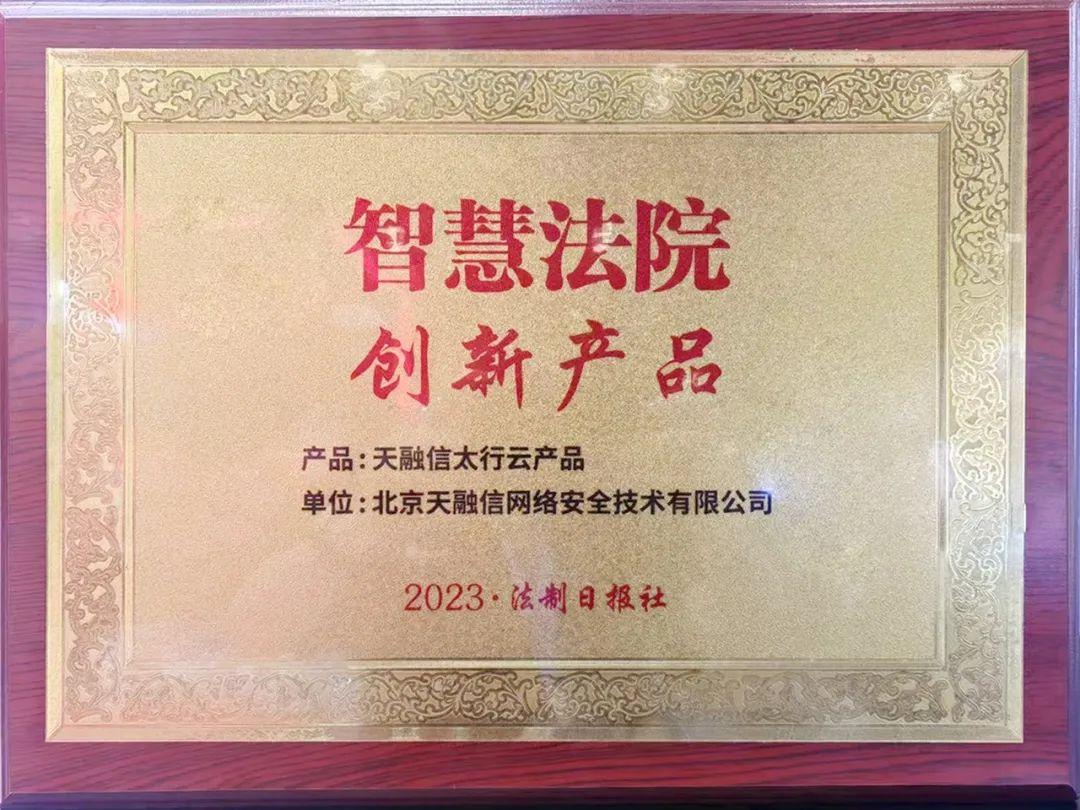 智慧法院
创新产品
产品:天融信太行云产品
单位:北京天融信网络安全技术有限公司
2023·法制日报社